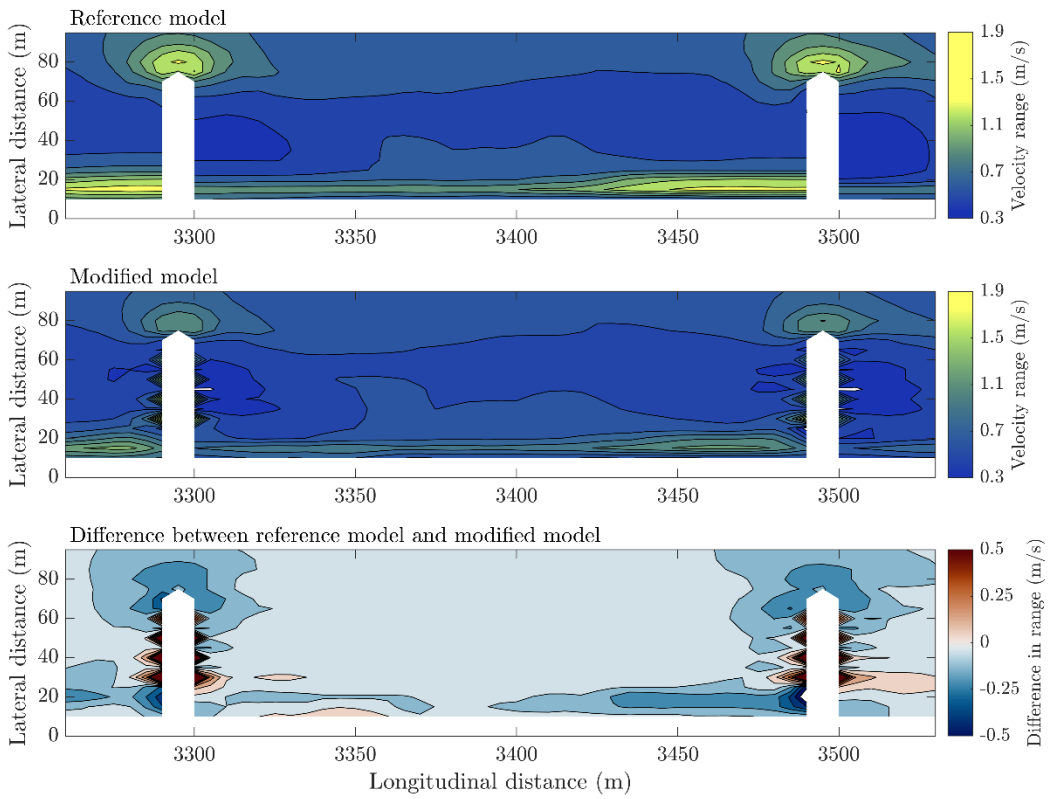 Reference model
Lateral distance (m)
80
60
40
20
0
3300 3350 3400 3450 3500
1.9
1.5
1.1
0.7
0.3
Velocity range (m/s)
Modified model
Lateral distance (m)
80
60
40
20
0
3300 3350 3400 3450 3500
1.9
1.5
1.1
0.7
0.3
Velocity range (m/s)
Difference between reference model and modified model
Lateral distance (m)
80
60
40
20
0
3300 3350 3400 3450 3500
Longitudinal distance (m)
0.5
0.25
0
-0.25
-0.5
Difference in range (m/s)